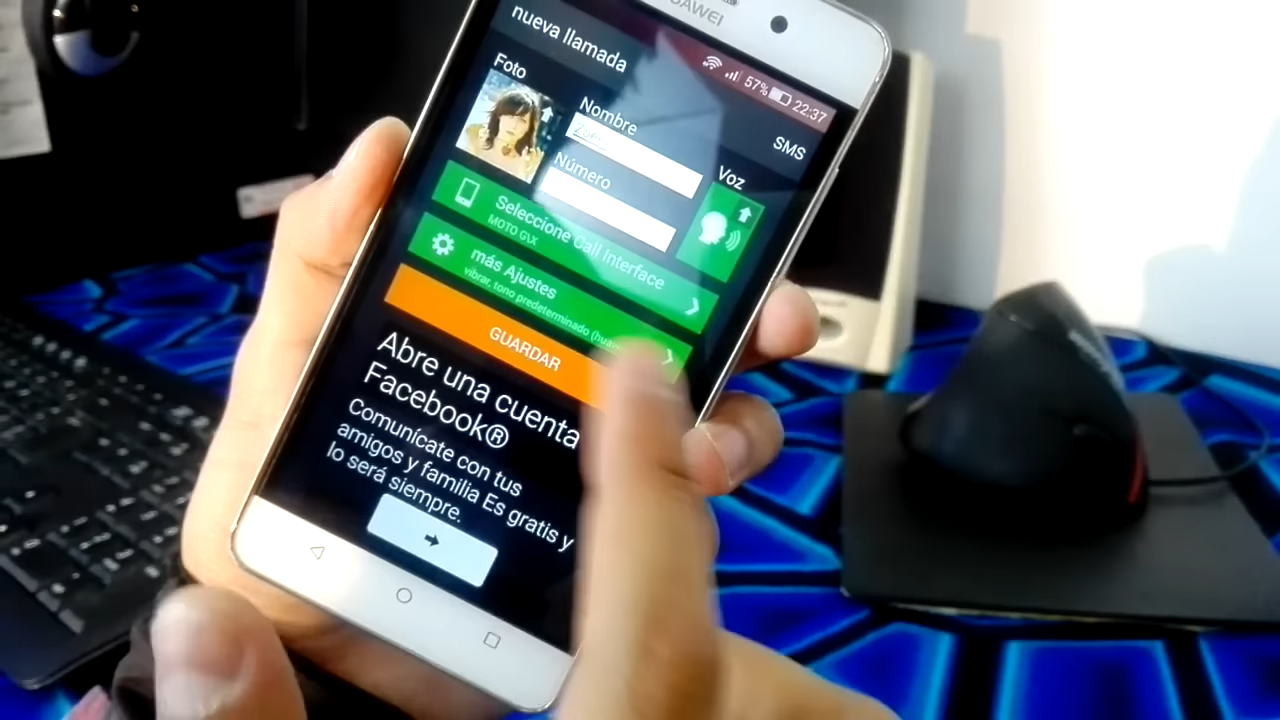 HUAWEI
57% 22:37
nueva llamada
SMS
Foto
Nombre
Número
Voz
Seleccione Call Interface
MOTO G\X
más Ajustes
vibrar, tono predeterminado
GUARDAR
Abre una cuenta
Facebook®
Comunícate con tus
amigos y familia Es gratis y
lo será siempre.